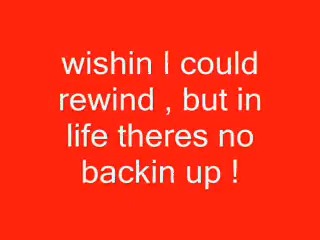 wishin I could
rewind , but in
life theres no
backin up !